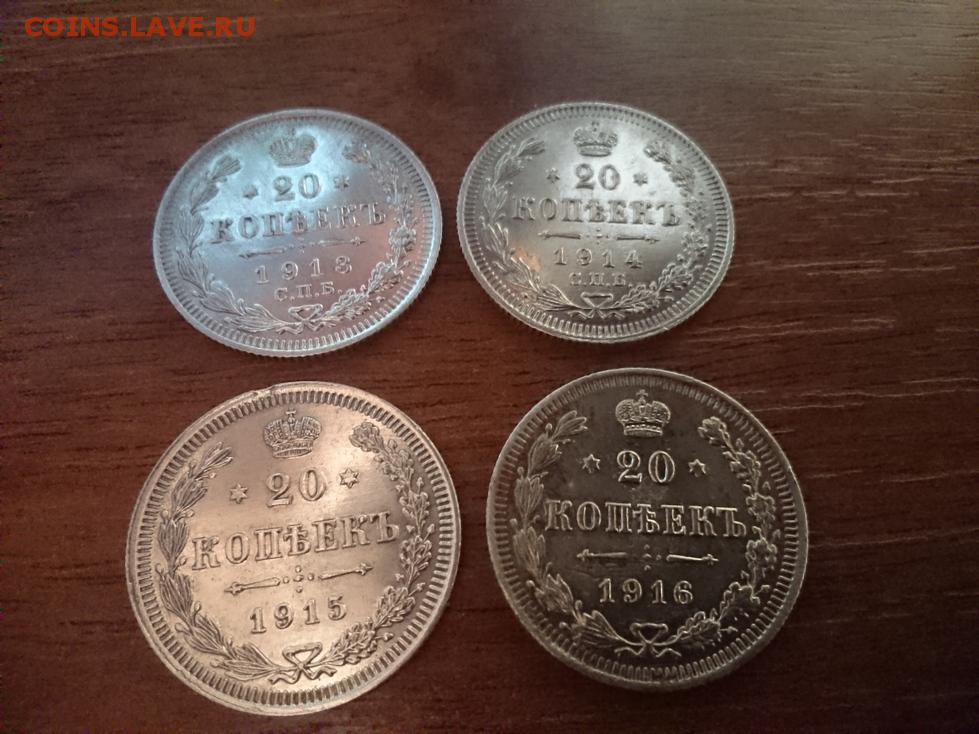 COINS.LAVE.RU
20
КОПѢЕКЪ
1913
С.П.Б.
20
КОПѢЕКЪ
1914
С.П.Б.
20
КОПѢЕКЪ
1915
20
КОПѢЕКЪ
1916